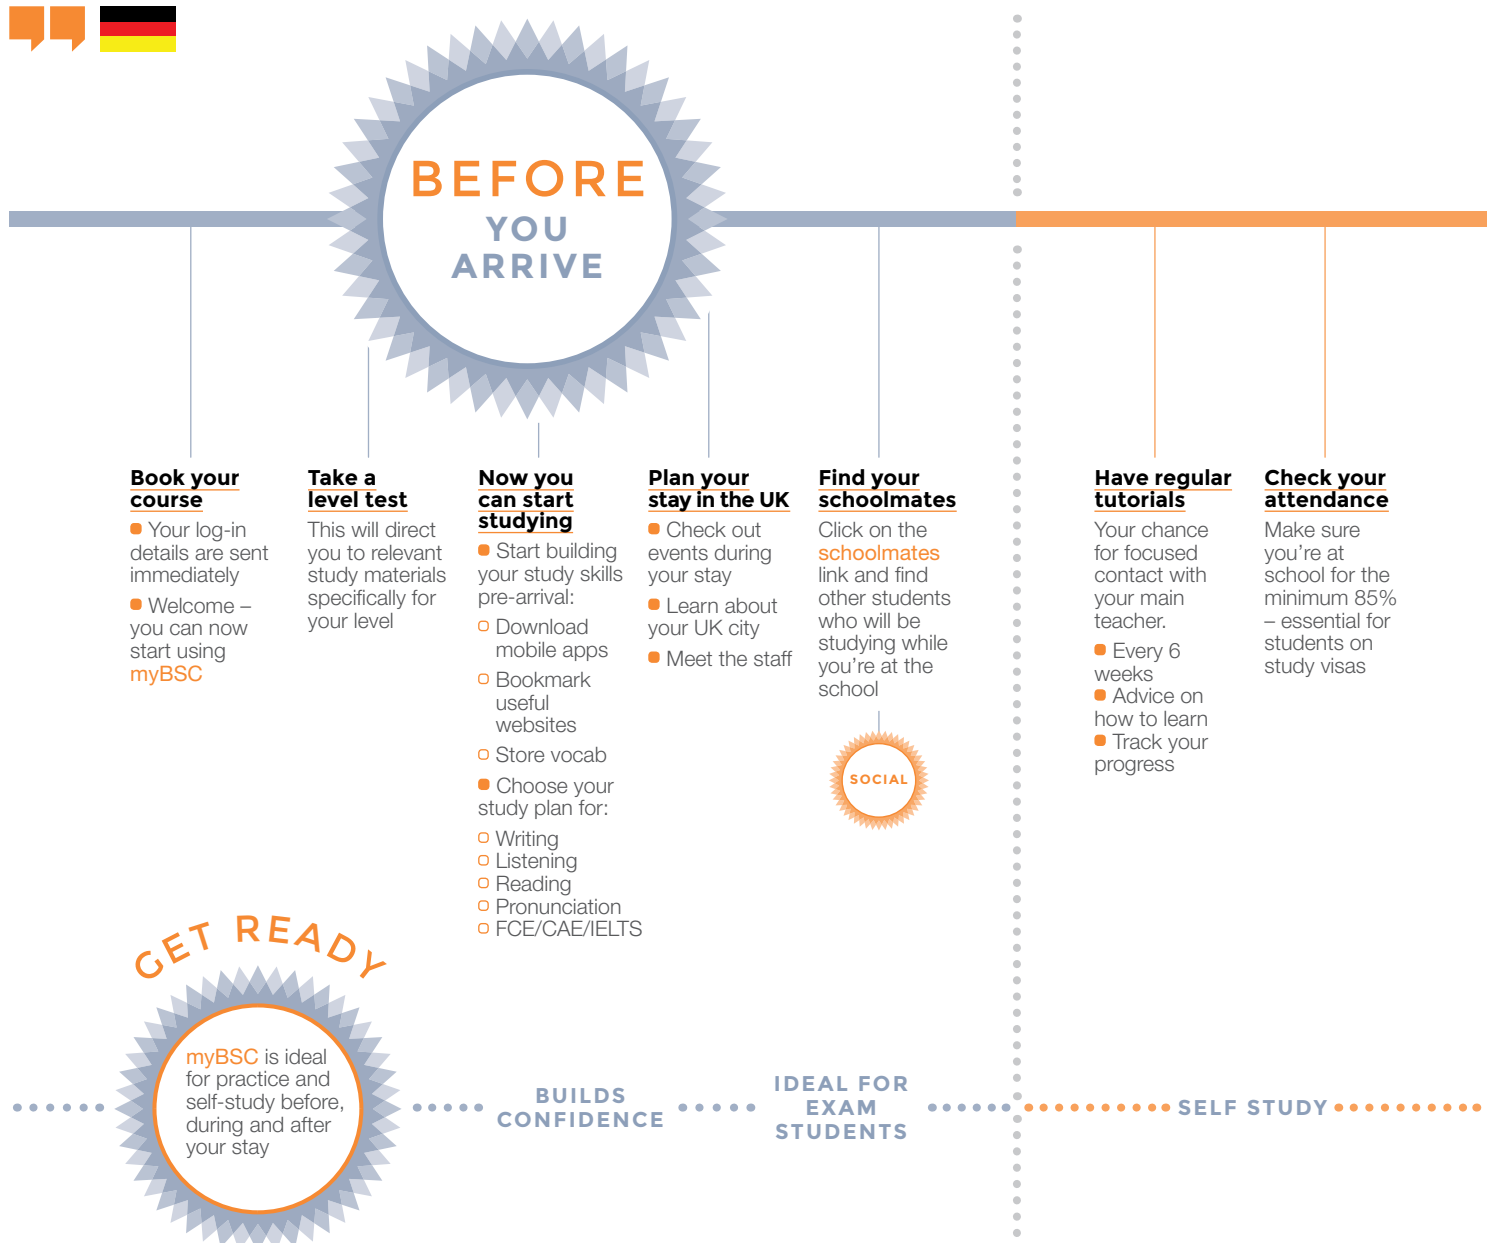 BEFORE
YOU
ARRIVE
Book your
course
Your log-in
details are sent
immediately
Welcome –
you can now
start using
myBSC
Take a
level test
This will direct
you to relevant
study materials
specifically for
your level
Now you
can start
studying
Start building
your study skills
pre-arrival:
Download
mobile apps
Bookmark
useful
websites
Store vocab
Choose your
study plan for:
Writing
Listening
Reading
Pronunciation
FCE/CAE/IELTS
Plan your
stay in the UK
Check out
events during
your stay
Learn about
your UK city
Meet the staff
Find your
schoolmates
Click on the
schoolmates
link and find
other students
who will be
studying while
you’re at the
school
SOCIAL
Have regular
tutorials
Your chance
for focused
contact with
your main
teacher.
Every 6
weeks
Advice on
how to learn
Track your
progress
Check your
attendance
Make sure
you’re at
school for the
minimum 85%
– essential for
students on
study visas
GET READY
myBSC is ideal
for practice and
self-study before,
during and after
your stay
BUILDS
CONFIDENCE
IDEAL FOR
EXAM
STUDENTS
SELF STUDY